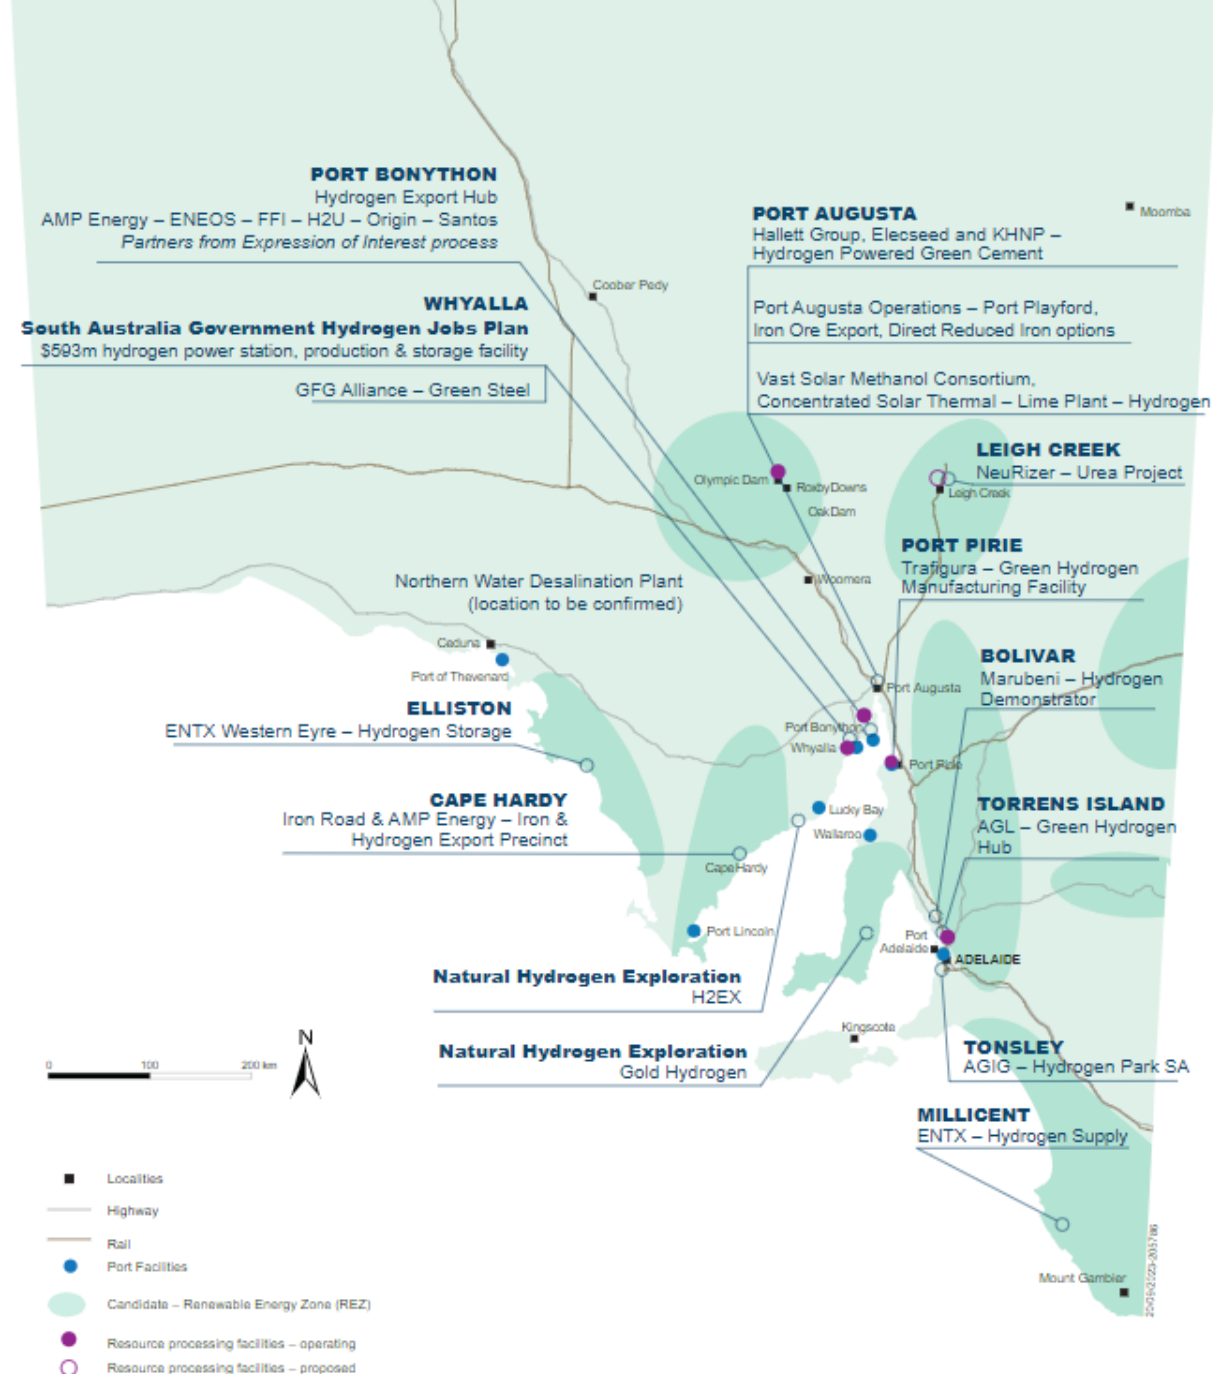 PORT BONYTHON
Hydrogen Export Hub
AMP Energy – ENEOS – FFI – H2U – Origin – Santos
Partners from Expression of Interest process
WHYALLA
South Australia Government Hydrogen Jobs Plan
$593m hydrogen power station, production & storage facility
GFG Alliance – Green Steel
PORT AUGUSTA
Hallett Group, Elecseed and KHNP –
Hydrogen Powered Green Cement
Port Augusta Operations – Port Playford,
Iron Ore Export, Direct Reduced Iron options
Vast Solar Methanol Consortium,
Concentrated Solar Thermal – Lime Plant – Hydrogen
Moomba
Coober Pedy
LEIGH CREEK
NeuRizer – Urea Project
Olympic Dam
Roxby Downs
Oak Dam
Leigh Creek
PORT PIRIE
Trafigura – Green Hydrogen
Manufacturing Facility
Woomera
Northern Water Desalination Plant
(location to be confirmed)
Ceduna
Port of Thevenard
BOLIVAR
Marubeni – Hydrogen
Demonstrator
Port Augusta
ELLISTON
ENTX Western Eyre – Hydrogen Storage
Port Bonython
Whyalla
Port Pirie
CAPE HARDY
Iron Road & AMP Energy – Iron &
Hydrogen Export Precinct
Lucky Bay
Wallaroo
TORRENS ISLAND
AGL – Green Hydrogen
Hub
Cape Hardy
Port Lincoln
Port
Adelaide
ADELAIDE
Natural Hydrogen Exploration
H2EX
Kingscote
Natural Hydrogen Exploration
Gold Hydrogen
TONSLEY
AGIG – Hydrogen Park SA
MILLICENT
ENTX – Hydrogen Supply
Mount Gambier
N
0 100 200 km
Localities
Highway
Rail
Port Facilities
Candidate – Renewable Energy Zone (REZ)
Resource processing facilities – operating
Resource processing facilities – proposed